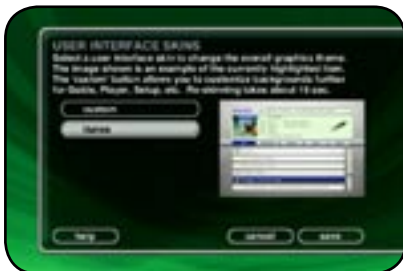 USER INTERFACE SKINS
Select a user interface skin to change the overall graphics theme.
The image shown is an example of the currently highlighted item.
The 'custom' button allows you to customize backgrounds further
for Guide, Player, Setup, etc. Re-skinning takes about 15 sec.
custom
help
cancel
save